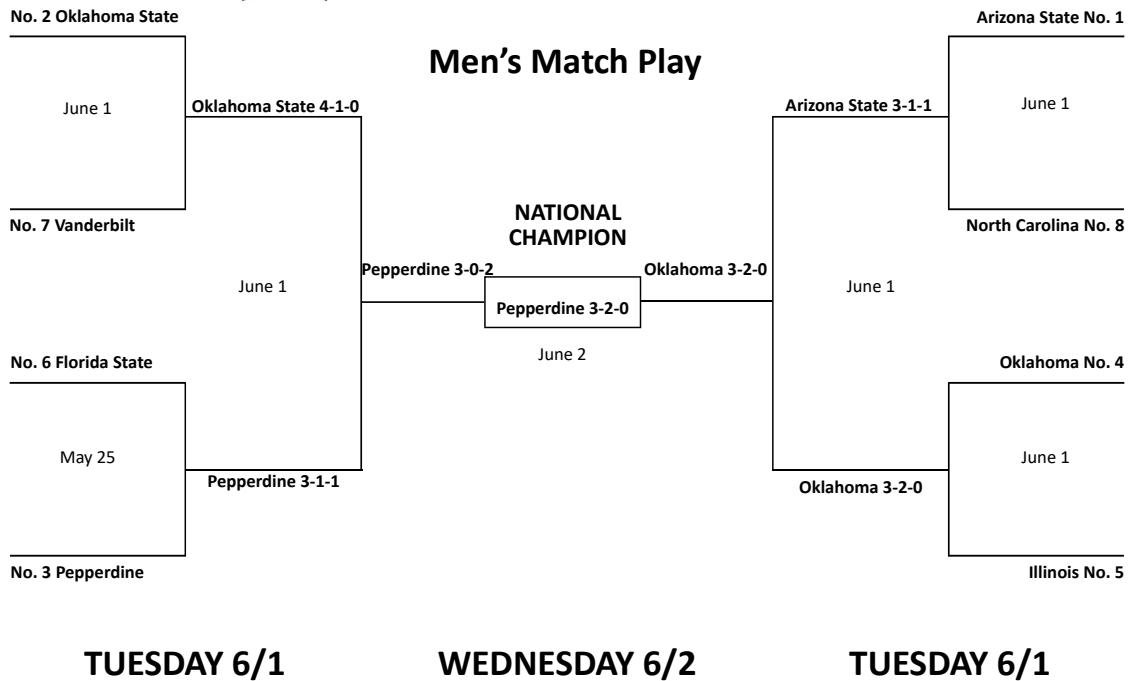 No. 2 Oklahoma State
Arizona State No. 1
Men's Match Play
June 1
Oklahoma State 4-1-0
Arizona State 3-1-1
June 1
No. 7 Vanderbilt
NATIONAL
CHAMPION
North Carolina No. 8
June 1
Pepperdine 3-0-2
Oklahoma 3-2-0
June 1
Pepperdine 3-2-0
June 2
No. 6 Florida State
Oklahoma No. 4
May 25
June 1
Pepperdine 3-1-1
Oklahoma 3-2-0
No. 3 Pepperdine
Illinois No. 5
TUESDAY 6/1
WEDNESDAY 6/2
TUESDAY 6/1